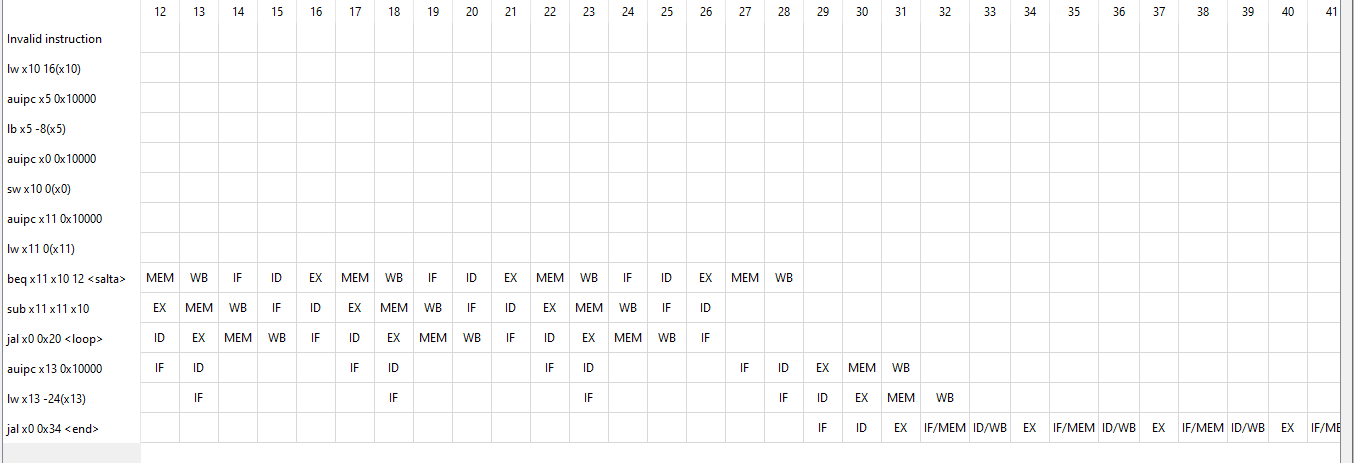 12 13 14 15 16 17 18 19 20 21 22 23 24 25 26 27 28 29 30 31 32 33 34 35 36 37 38 39 40 41
Invalid instruction
lw x10 16(x10)
auipc x5 0x10000
lb x5 -8(x5)
auipc x0 0x10000
sw x10 0(x0)
auipc x11 0x10000
lw x11 0(x11)
beq x11 x10 12 <salta> MEM WB IF ID EX MEM WB IF ID EX MEM WB IF ID EX MEM WB
sub x11 x11 x10 EX MEM WB IF ID EX MEM WB IF ID EX MEM WB IF ID
jal x0 0x20 <loop> ID EX MEM WB IF ID EX MEM WB IF ID EX MEM WB IF
auipc x13 0x10000 IF ID IF ID IF ID IF ID EX MEM WB
lw x13 -24(x13) IF IF IF IF ID EX MEM WB
jal x0 0x34 <end> IF ID EX IF/MEM ID/WB EX IF/MEM ID/WB EX IF/MEM ID/WB EX IF/ME